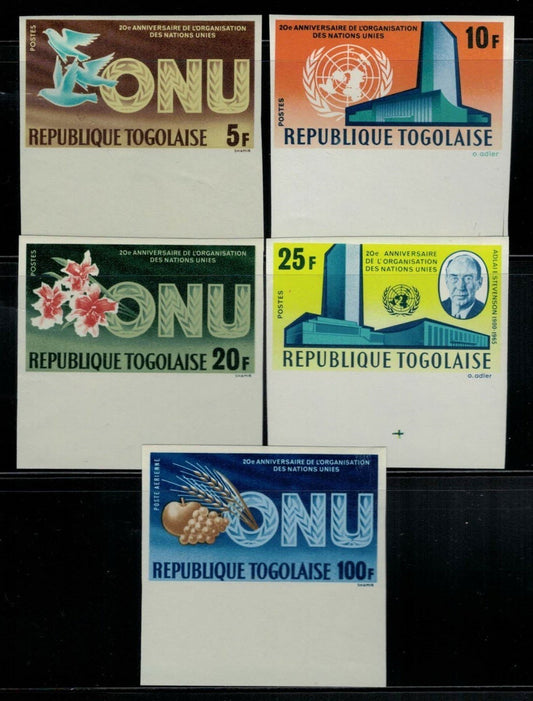 POSTES
20e ANNIVERSAIRE DE L'ORGANISATION
DES NATIONS UNIES
ONU
REPUBLIQUE TOGOLAISE 5F
SHAMIR
20e ANNIVERSAIRE DE L'ORGANISATION
DES NATIONS UNIES
10F
POSTES
REPUBLIQUE TOGOLAISE
o.adler
POSTES
20e ANNIVERSAIRE DE L'ORGANISATION
DES NATIONS UNIES
ONU
REPUBLIQUE TOGOLAISE 20F
SHAMIR
25F
20e ANNIVERSAIRE
DE L'ORGANISATION
DES NATIONS UNIES
POSTES
ADLAI E. STEVENSON 1900-1965
REPUBLIQUE TOGOLAISE
o.adler
POSTE AERIENNE
20e ANNIVERSAIRE DE L'ORGANISATION
DES NATIONS UNIES
ONU
REPUBLIQUE TOGOLAISE 100F
SHAMIR